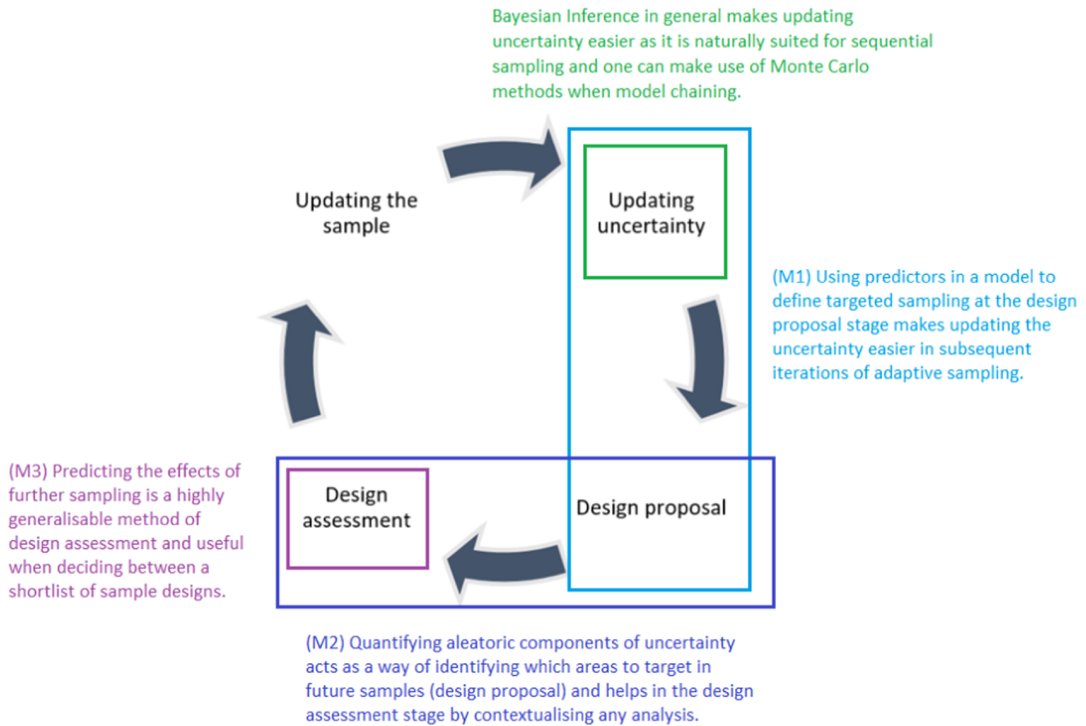 Bayesian Inference in general makes updating
uncertainty easier as it is naturally suited for sequential
sampling and one can make use of Monte Carlo
methods when model chaining.
Updating the
sample
Updating
uncertainty
(M1) Using predictors in a model to
define targeted sampling at the design
proposal stage makes updating the
uncertainty easier in subsequent
iterations of adaptive sampling.
(M3) Predicting the effects of
further sampling is a highly
generalisable method of
design assessment and useful
when deciding between a
shortlist of sample designs.
Design
assessment
Design proposal
(M2) Quantifying aleatoric components of uncertainty
acts as a way of identifying which areas to target in
future samples (design proposal) and helps in the design
assessment stage by contextualising any analysis.